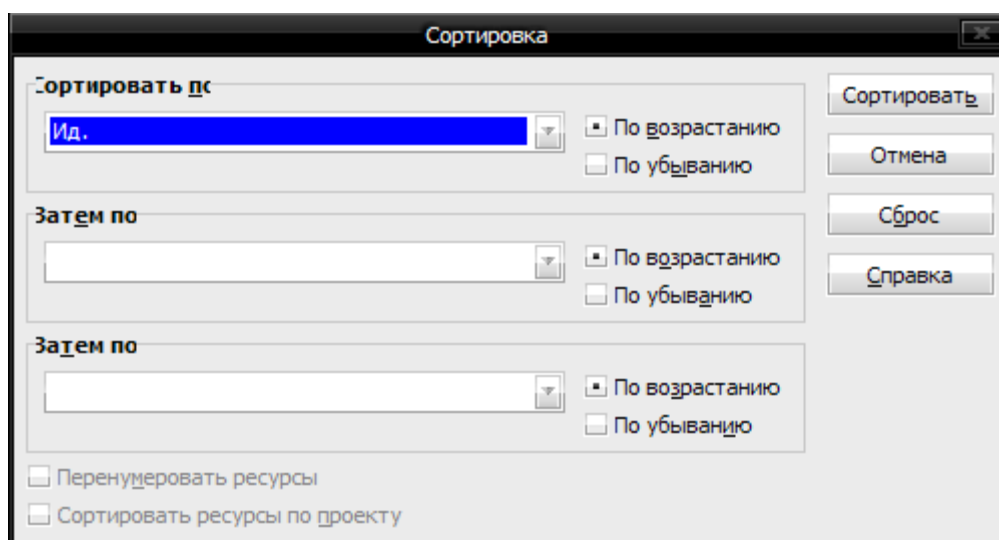 Сортировка
Сортировать по
Ид.
По возрастанию
По убыванию
Затем по
По возрастанию
По убыванию
Затем по
По возрастанию
По убыванию
Перенумеровать ресурсы
Сортировать ресурсы по проекту
Сортировать
Отмена
Сброс
Справка